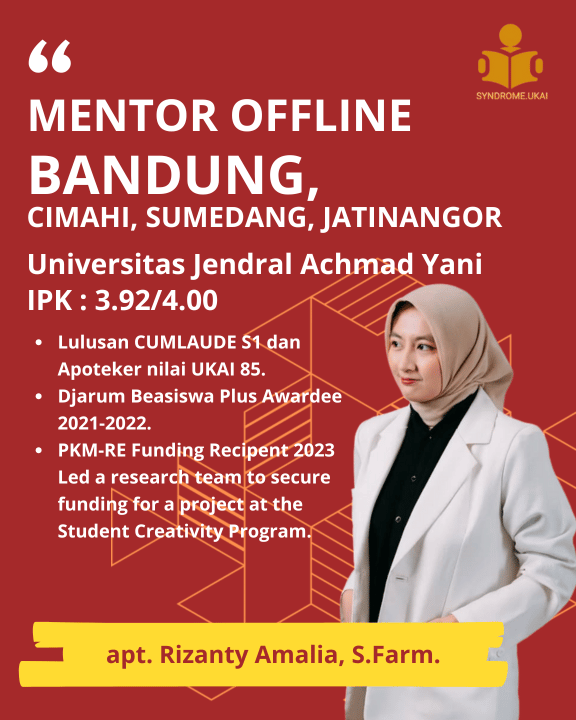 “
SYNDROME.UKAI
MENTOR OFFLINE
BANDUNG,
CIMAHI, SUMEDANG, JATINANGOR
Universitas Jendral Achmad Yani
IPK : 3.92/4.00
• Lulusan CUMLAUDE S1 dan
Apoteker nilai UKAI 85.
• Djarum Beasiswa Plus Awardee
2021-2022.
• PKM-RE Funding Recipent 2023
Led a research team to secure
funding for a project at the
Student Creativity Program.
apt. Rizanty Amalia, S.Farm.